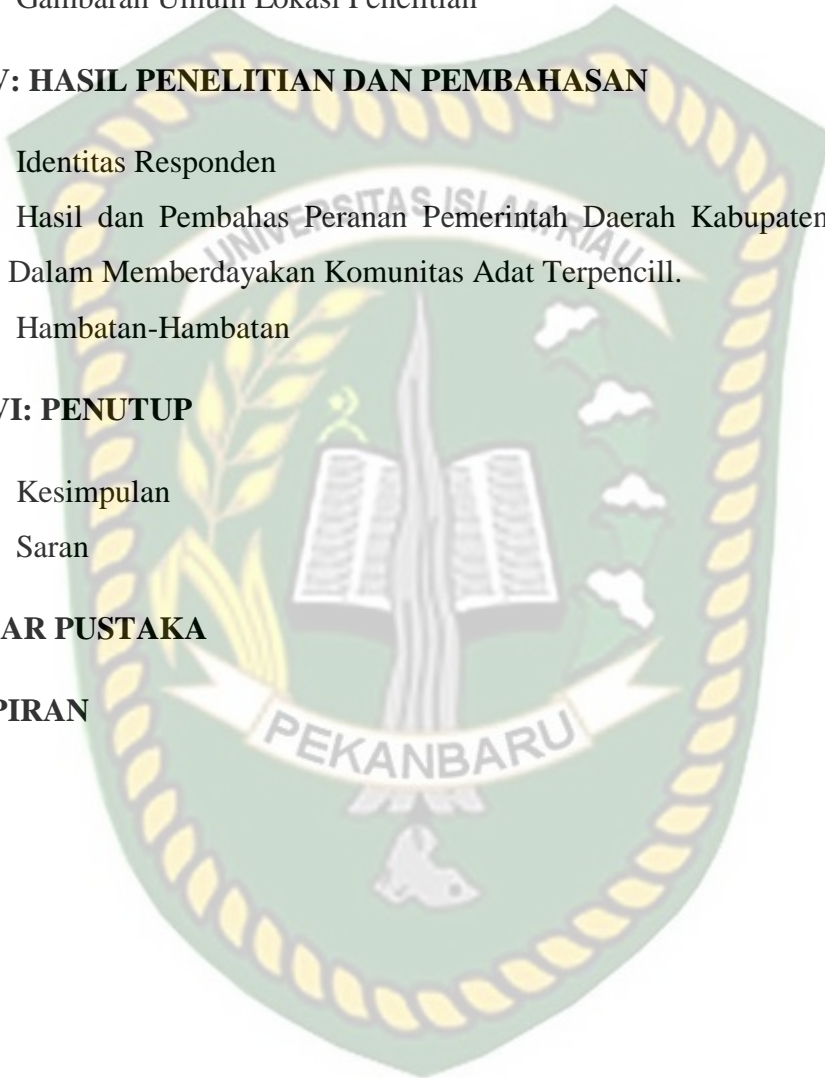 Gambaran Umum Lokasi Penelitian
V: HASIL PENELITIAN DAN PEMBAHASAN
Identitas Responden
UNIVERSITAS ISLAM RIAU
Hasil dan Pembahas Peranan Pemerintah Daerah Kabupaten
Dalam Memberdayakan Komunitas Adat Terpencill.
Hambatan-Hambatan
VI: PENUTUP
Kesimpulan
Saran
AR PUSTAKA
PIRAN
PEKANBARU